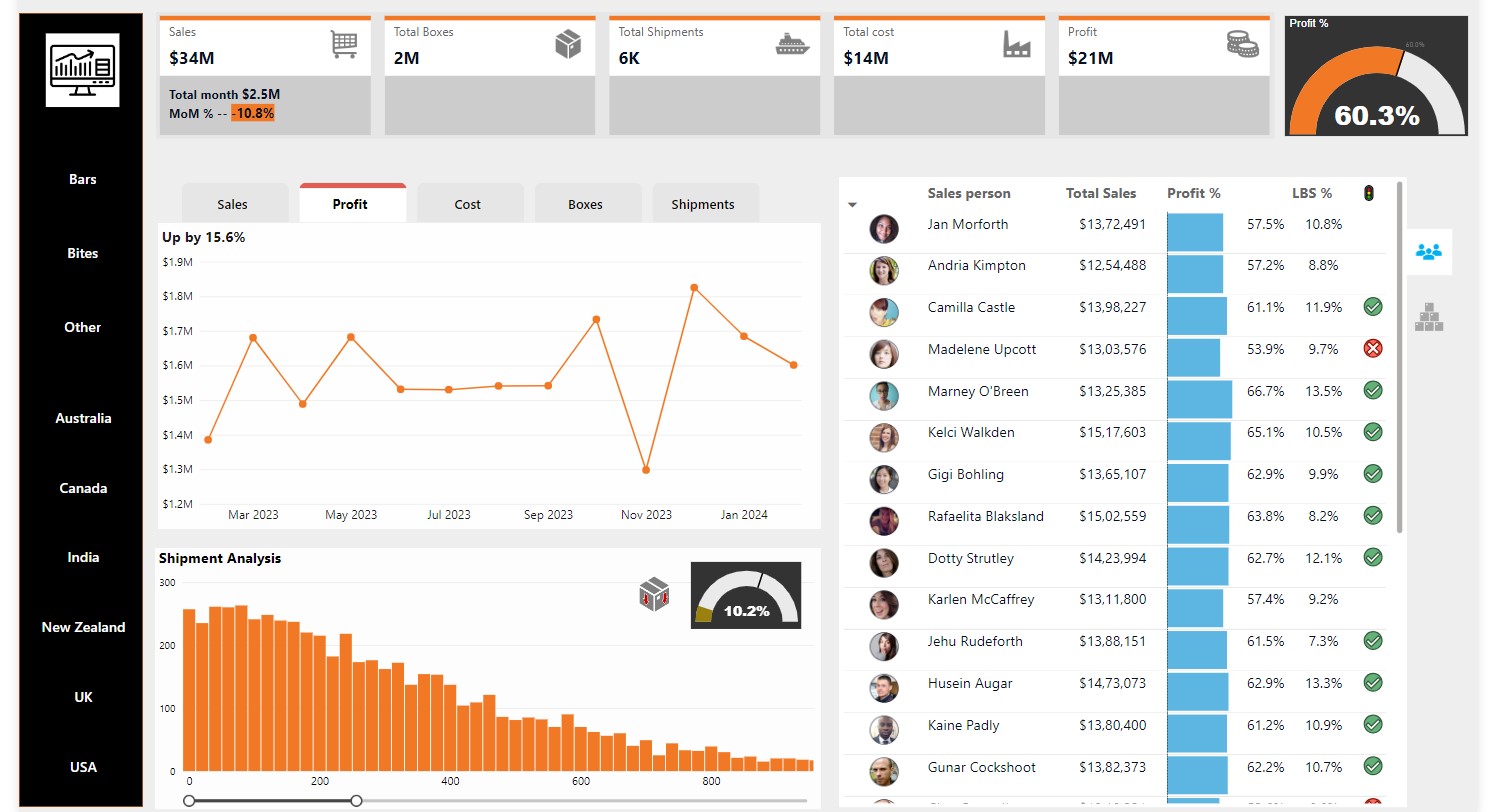 Sales
$34M
Total month $2.5M
MoM % -- -10.8%
Total Boxes
2M
Total Shipments
6K
Total cost
$14M
Profit
$21M
Profit %
60.0%
60.3%
Bars
Bites
Other
Australia
Canada
India
New Zealand
UK
USA
Sales Profit Cost Boxes Shipments
Up by 15.6%
$1.9M
$1.8M
$1.7M
$1.6M
$1.5M
$1.4M
$1.3M
$1.2M
Mar 2023 May 2023 Jul 2023 Sep 2023 Nov 2023 Jan 2024
Shipment Analysis
10.2%
300
200
100
0
0 200 400 600 800
Sales person Total Sales Profit % LBS %
Jan Morforth $13,72,491 57.5% 10.8%
Andria Kimpton $12,54,488 57.2% 8.8%
Camilla Castle $13,98,227 61.1% 11.9%
Madelene Upcott $13,03,576 53.9% 9.7%
Marney O'Breen $13,25,385 66.7% 13.5%
Kelci Walkden $15,17,603 65.1% 10.5%
Gigi Bohling $13,65,107 62.9% 9.9%
Rafaelita Blaksland $15,02,559 63.8% 8.2%
Dotty Strutley $14,23,994 62.7% 12.1%
Karlen McCaffrey $13,11,800 57.4% 9.2%
Jehu Rudeforth $13,88,151 61.5% 7.3%
Husein Augar $14,73,073 62.9% 13.3%
Kaine Padly $13,80,400 61.2% 10.9%
Gunar Cockshoot $13,82,373 62.2% 10.7%